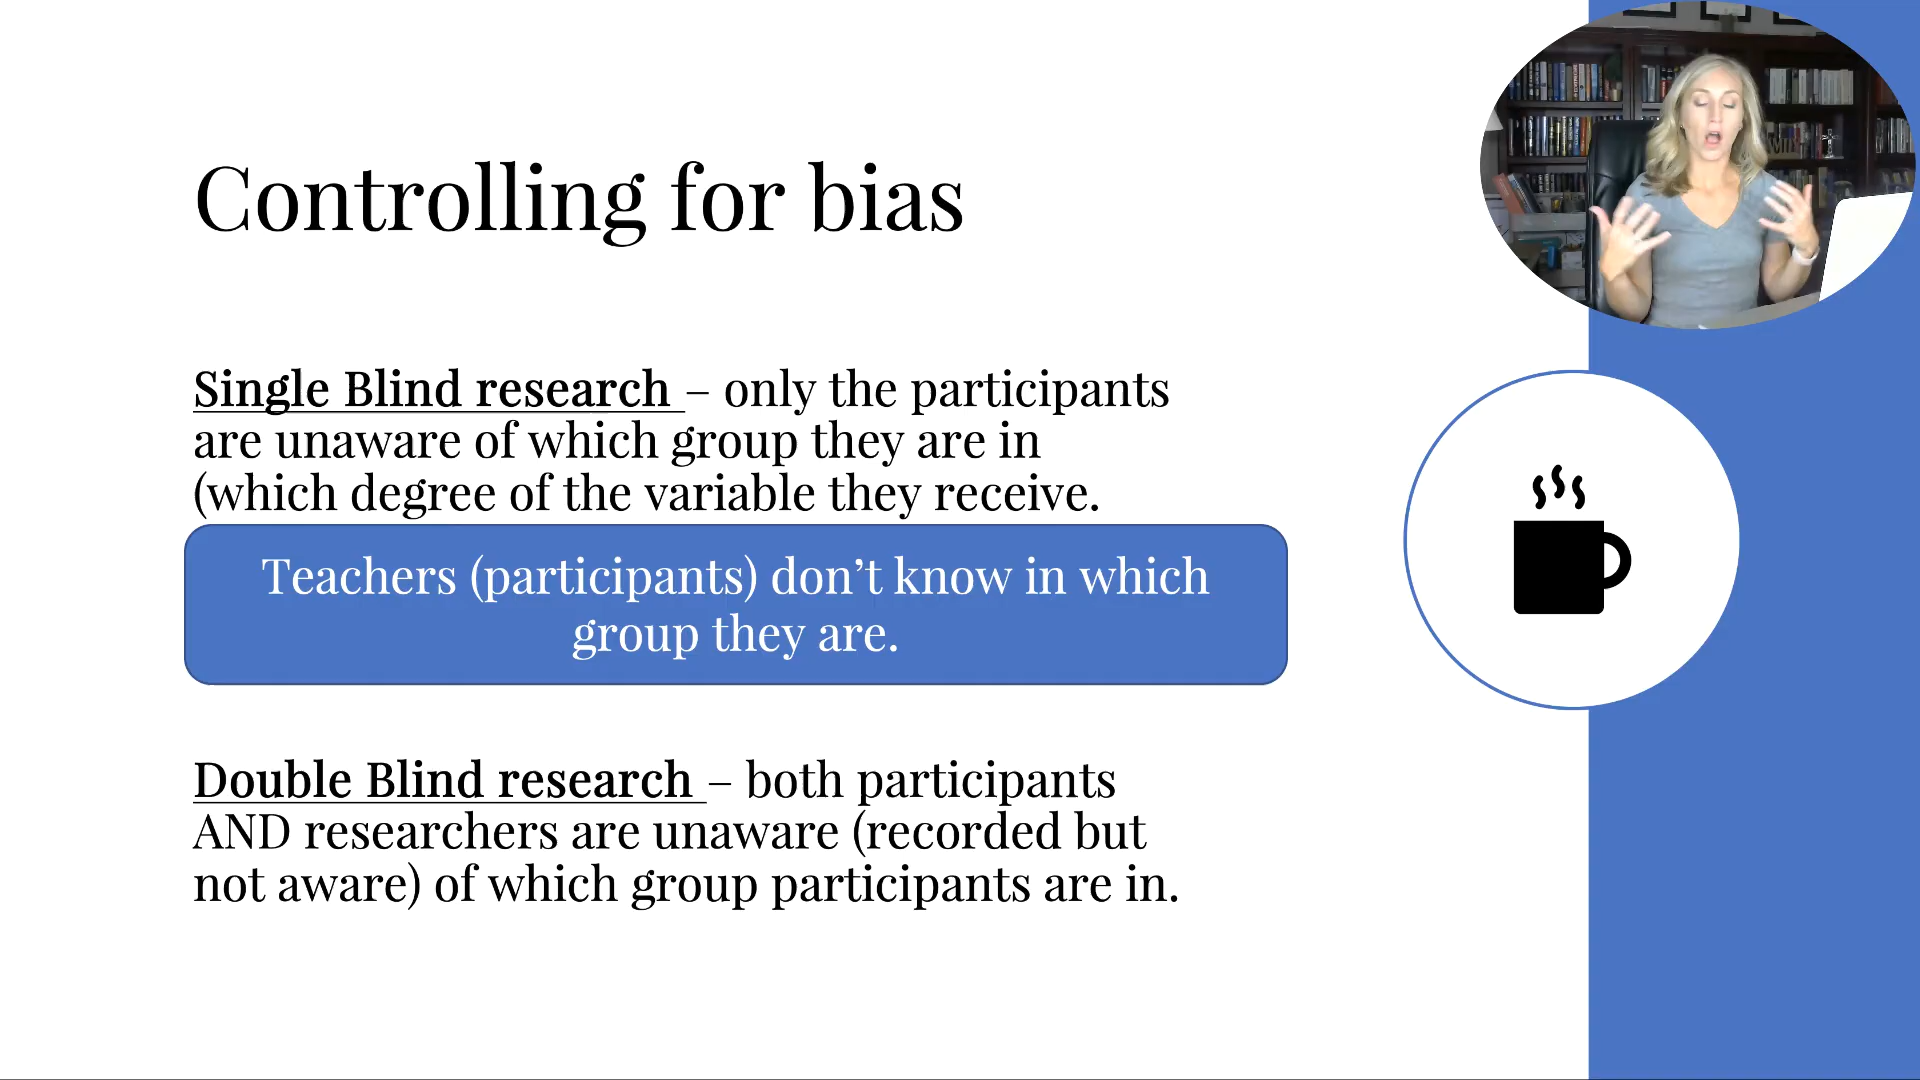 Controlling for bias
Single Blind research – only the participants
are unaware of which group they are in
(which degree of the variable they receive.
Teachers (participants) don’t know in which
group they are.
Double Blind research – both participants
AND researchers are unaware (recorded but
not aware) of which group participants are in.